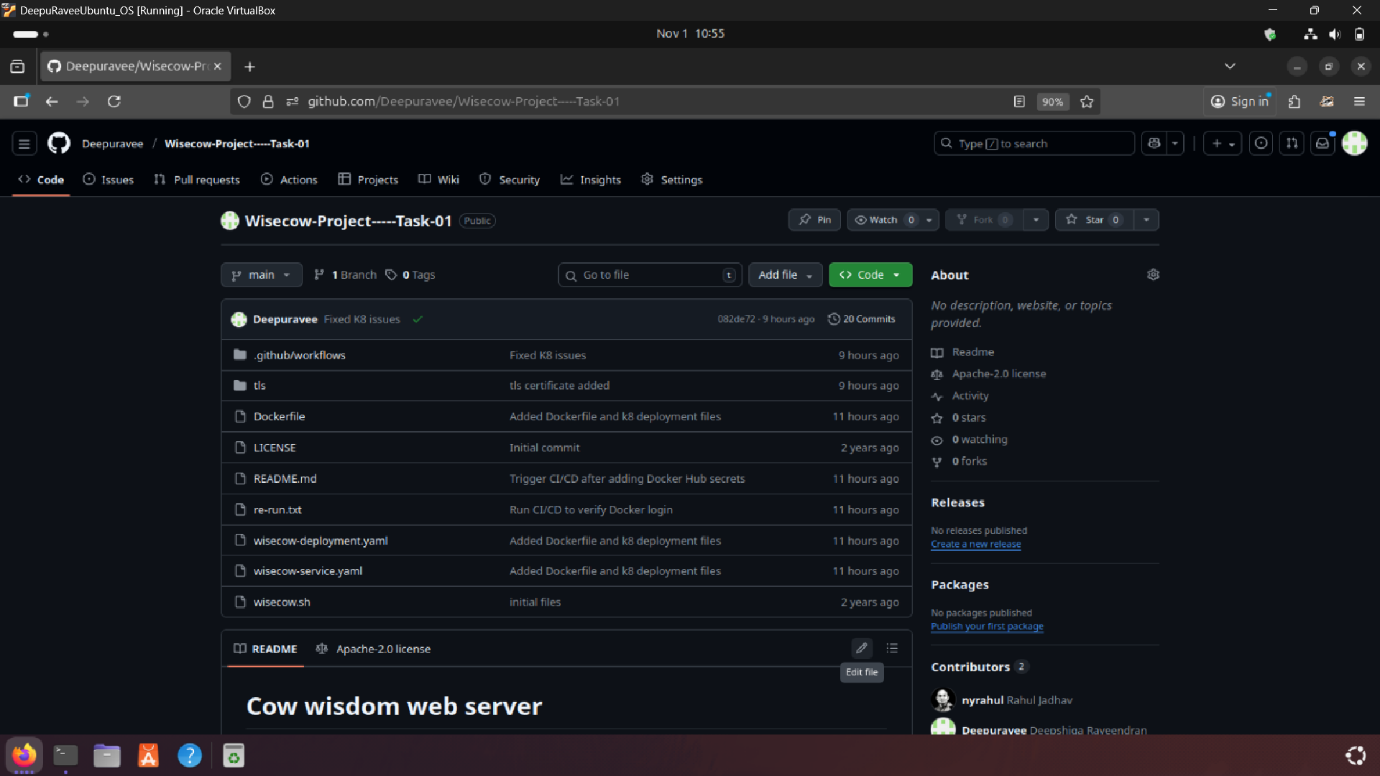 DeepuRaveeUbuntu_OS [Running] - Oracle VirtualBox
Nov 1 10:55
Deepuravee/Wisecow-Pr
github.com/Deepuravee/Wisecow-Project-----Task-01
90%
Sign in
Deepuravee / Wisecow-Project-----Task-01
Type / to search
Code Issues Pull requests Actions Projects Wiki Security Insights Settings
Wisecow-Project-----Task-01 Public
Pin Watch 0 Fork 0 Star 0
main 1 Branch 0 Tags Go to file t Add file Code
Deepuravee Fixed K8 issues 082de72 · 9 hours ago 20 Commits
.github/workflows Fixed K8 issues 9 hours ago
tls tls certificate added 9 hours ago
Dockerfile Added Dockerfile and k8 deployment files 11 hours ago
LICENSE Initial commit 2 years ago
README.md Trigger CI/CD after adding Docker Hub secrets 11 hours ago
re-run.txt Run CI/CD to verify Docker login 11 hours ago
wisecow-deployment.yaml Added Dockerfile and k8 deployment files 11 hours ago
wisecow-service.yaml Added Dockerfile and k8 deployment files 11 hours ago
wisecow.sh initial files 2 years ago
README Apache-2.0 license
Edit file
Cow wisdom web server
About
No description, website, or topics
provided.
Readme
Apache-2.0 license
Activity
0 stars
0 watching
0 forks
Releases
No releases published
Create a new release
Packages
No packages published
Publish your first package
Contributors 2
nyrahul Rahul Jadhav
Deepuravee Deepshiga Raveendran